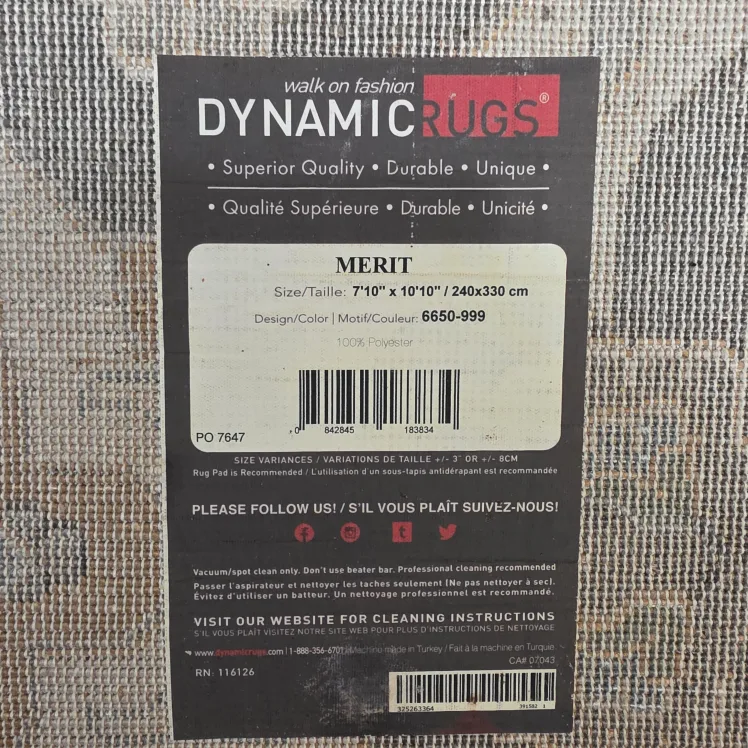 walk on fashion
DYNAMICRUGS®
• Superior Quality • Durable • Unique •
• Qualité Supérieure • Durable • Unicité •
MERIT
Size/Taille: 7'10" x 10'10" / 240x330 cm
Design/Color | Motif/Couleur: 6650-999
100% Polyester
0 842845 183834
PO 7647
SIZE VARIANCES / VARIATIONS DE TAILLE +/- 3" OR +/- 8CM
Rug Pad is Recommended / L'utilisation d'un sous-tapis antidérapant est recommandée
PLEASE FOLLOW US! / S'IL VOUS PLAÎT SUIVEZ-NOUS!
Vacuum/spot clean only. Don't use beater bar. Professional cleaning recommended
Passer l'aspirateur et nettoyer les taches seulement (Ne pas nettoyer à sec).
Évitez d'utiliser un batteur. Un nettoyage professionnel est recommandé.
VISIT OUR WEBSITE FOR CLEANING INSTRUCTIONS
S'IL VOUS PLAÎT VISITEZ NOTRE SITE WEB POUR PLUS D'INSTRUCTIONS DE NETTOYAGE
www.dynamicrugs.com | 1-888-356-6701 Machine made in Turkey / Fait à la machine en Turquie
CA# 07043
RN: 116126
325263364 391582 1